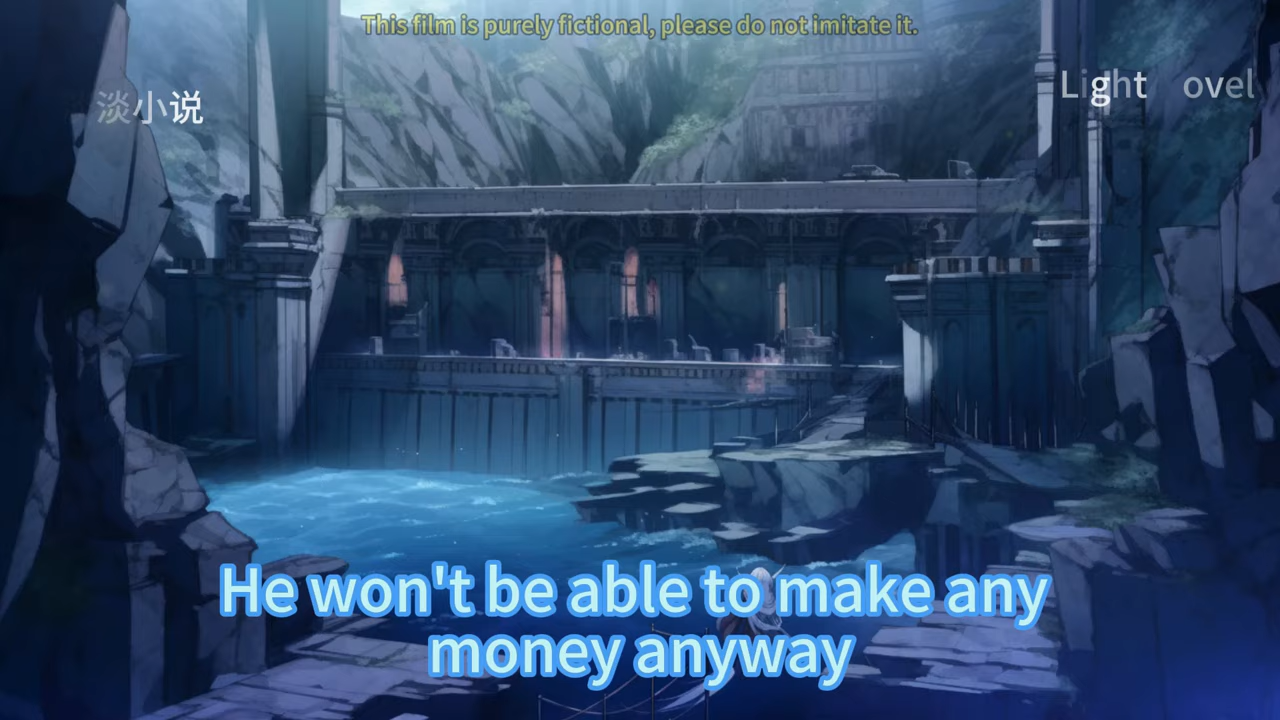 This film is purely fictional, please do not imitate it.
淡小说
Light ovel
He won't be able to make any
money anyway